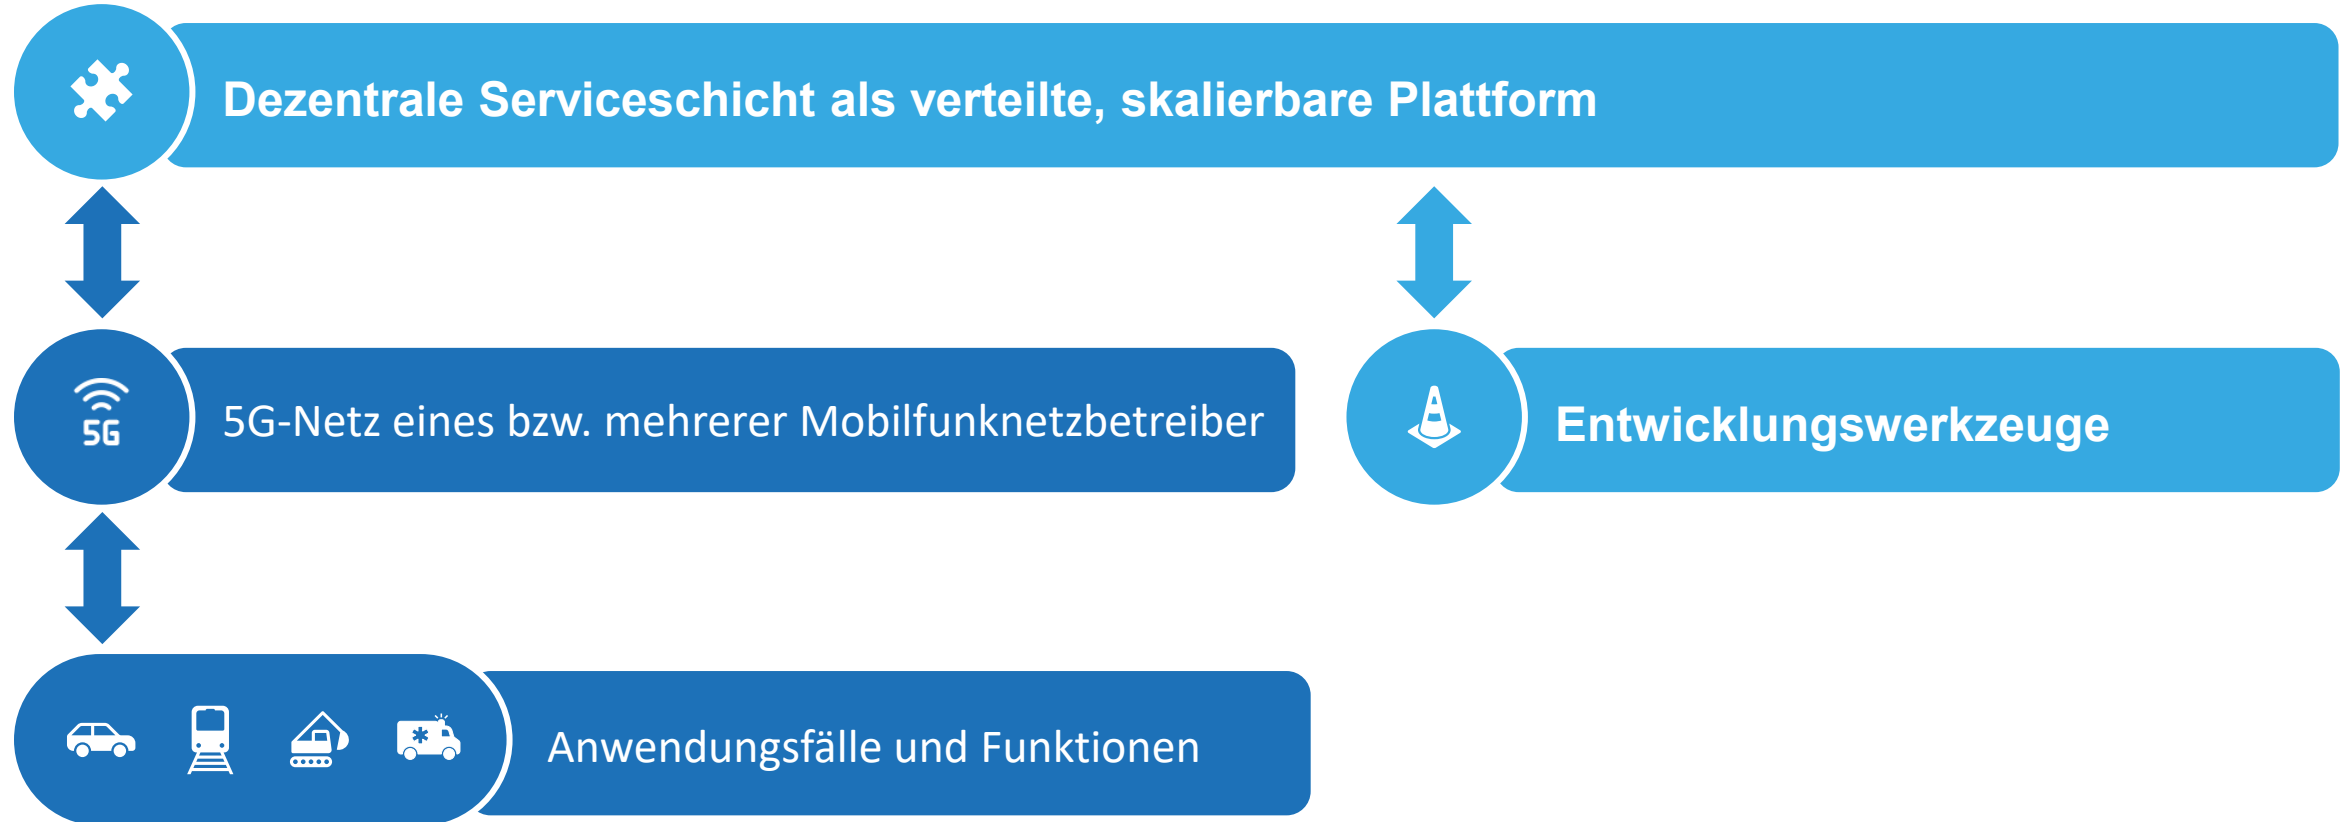 Dezentrale Serviceschicht als verteilte, skalierbare Plattform
5G
5G-Netz eines bzw. mehrerer Mobilfunknetzbetreiber
Entwicklungswerkzeuge
Anwendungsfälle und Funktionen